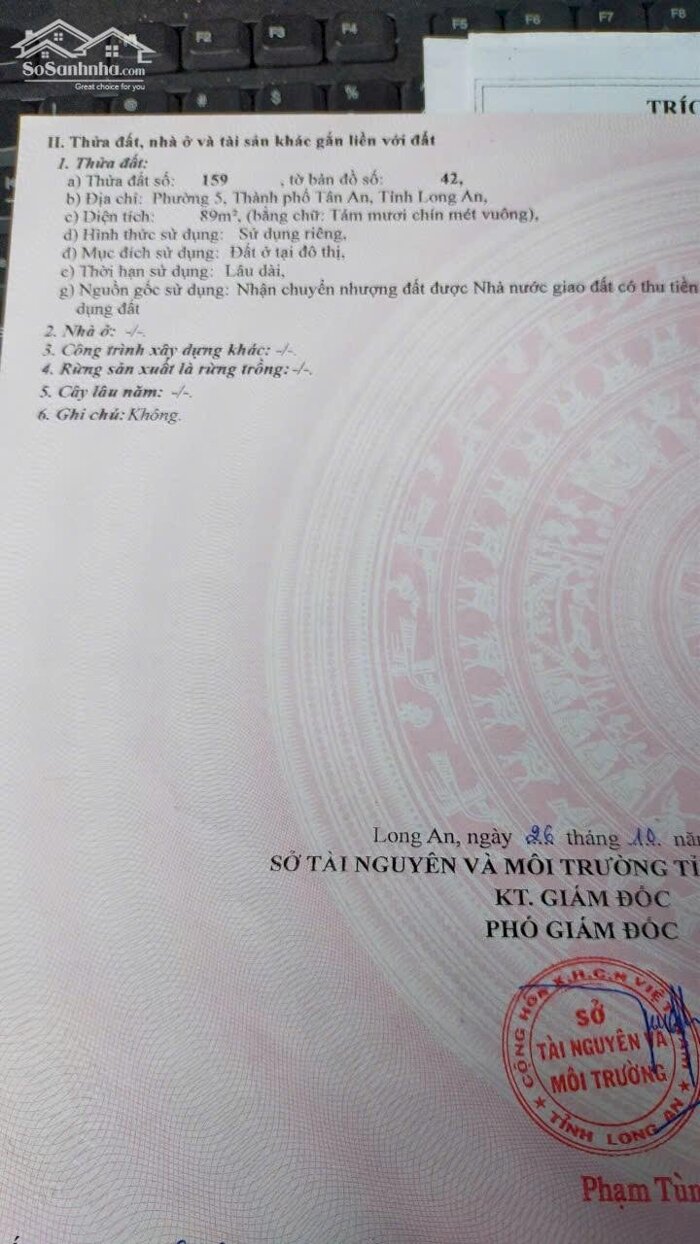 SoSanhnha.com
Great choice for you
F2
F3
F4
F5
F6
F7
F8
@
#
$
%
TRÍC
II. Thửa đất, nhà ở và tài sản khác gắn liền với đất
1. Thửa đất:
a) Thửa đất số: 159 , tờ bản đồ số: 42,
b) Địa chỉ: Phường 5, Thành phố Tân An, Tỉnh Long An,
c) Diện tích: 89m², (bằng chữ: Tám mươi chín mét vuông),
d) Hình thức sử dụng: Sử dụng riêng,
đ) Mục đích sử dụng: Đất ở tại đô thị,
e) Thời hạn sử dụng: Lâu dài,
g) Nguồn gốc sử dụng: Nhận chuyển nhượng đất được Nhà nước giao đất có thu tiền
dụng đất
2. Nhà ở: -/-.
3. Công trình xây dựng khác: -/-.
4. Rừng sản xuất là rừng trồng: -/-.
5. Cây lâu năm: -/-.
6. Ghi chú: Không.
Long An, ngày 26 tháng 10. năm
SỞ TÀI NGUYÊN VÀ MÔI TRƯỜNG TỈ
KT. GIÁM ĐỐC
PHÓ GIÁM ĐỐC
CỘNG HÒA X.H.C.N VIỆT NAM
SỞ
TÀI NGUYÊN VÀ
MÔI TRƯỜNG
★ TỈNH LONG AN ★
Phạm Tùn